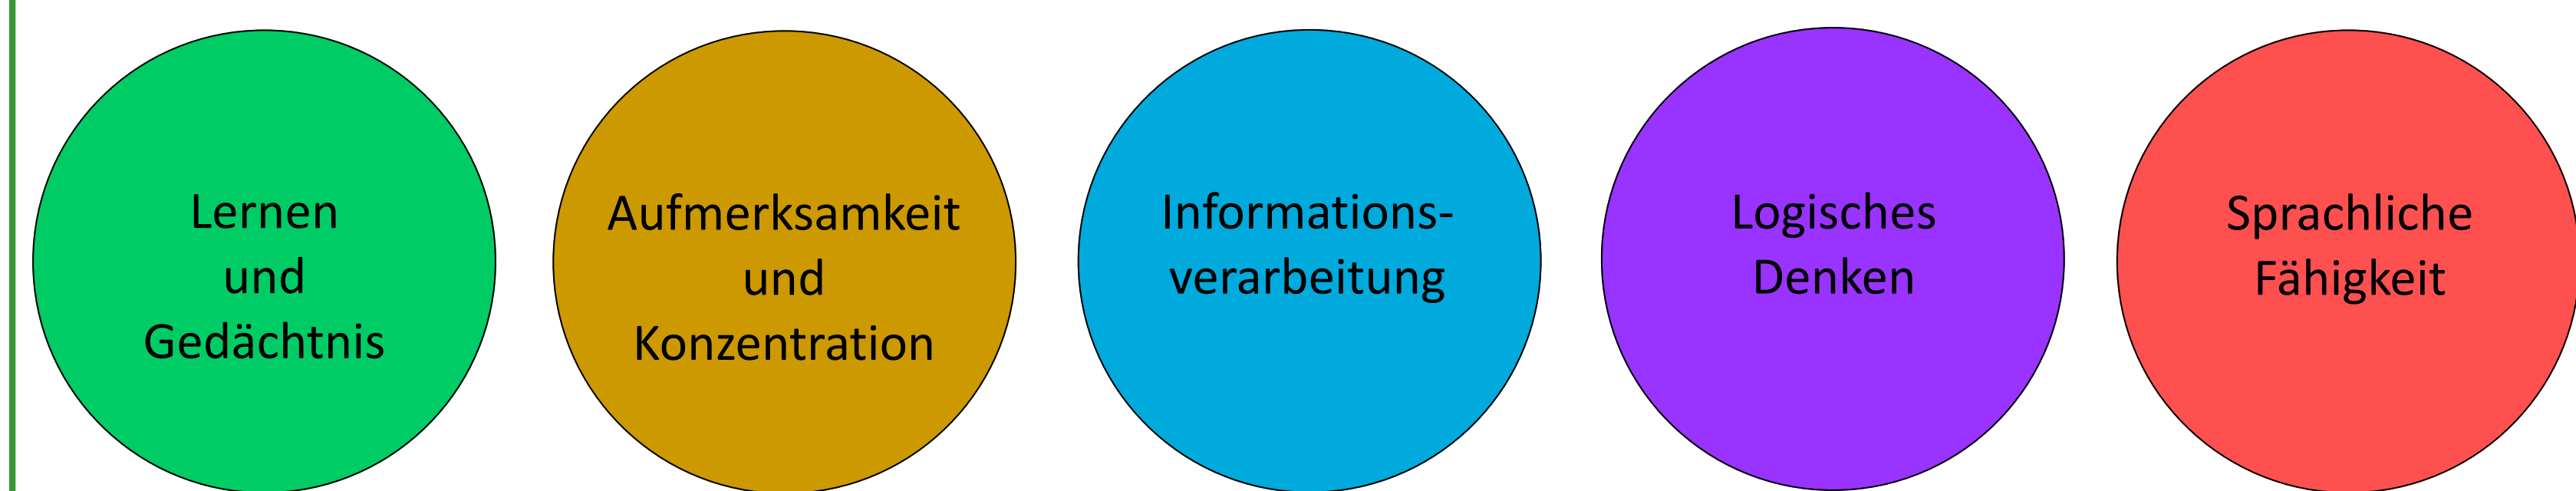 Lernen
und
Gedächtnis
Aufmerksamkeit
und
Konzentration
Informations-
verarbeitung
Logisches
Denken
Sprachliche
Fähigkeit